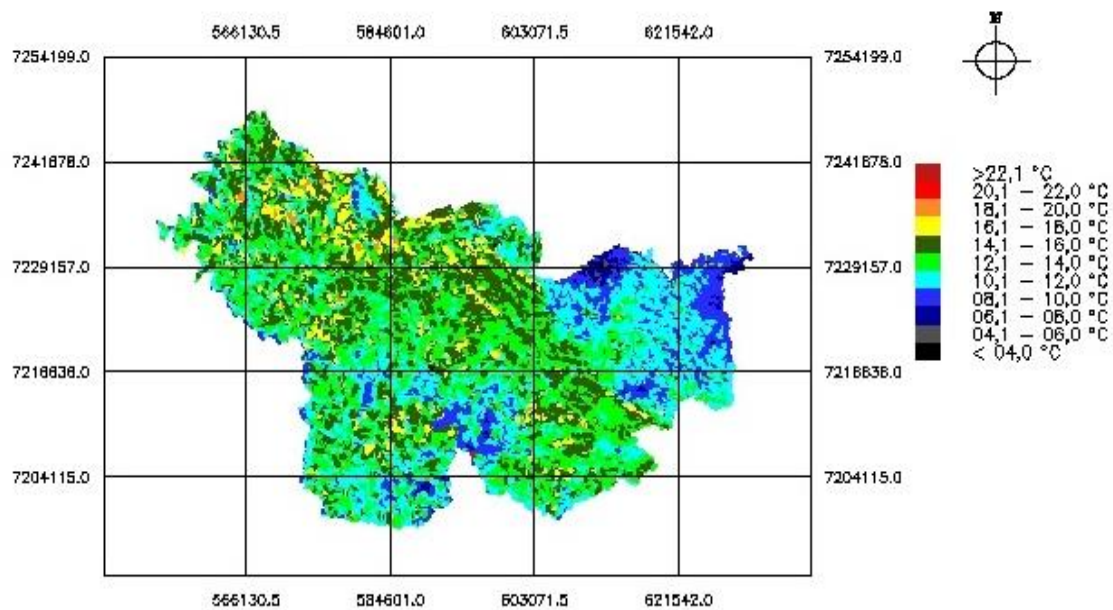 566130.5 584601.0 603071.5 621542.0
N
7254199.0 7254199.0
7241678.0 7241678.0
7229157.0 7229157.0
7216636.0 7216636.0
7204115.0 7204115.0
>22,1 °C
20,1 – 22,0 °C
18,1 – 20,0 °C
16,1 – 18,0 °C
14,1 – 16,0 °C
12,1 – 14,0 °C
10,1 – 12,0 °C
08,1 – 10,0 °C
06,1 – 08,0 °C
04,1 – 06,0 °C
< 04,0 °C
566130.5 584601.0 603071.5 621542.0